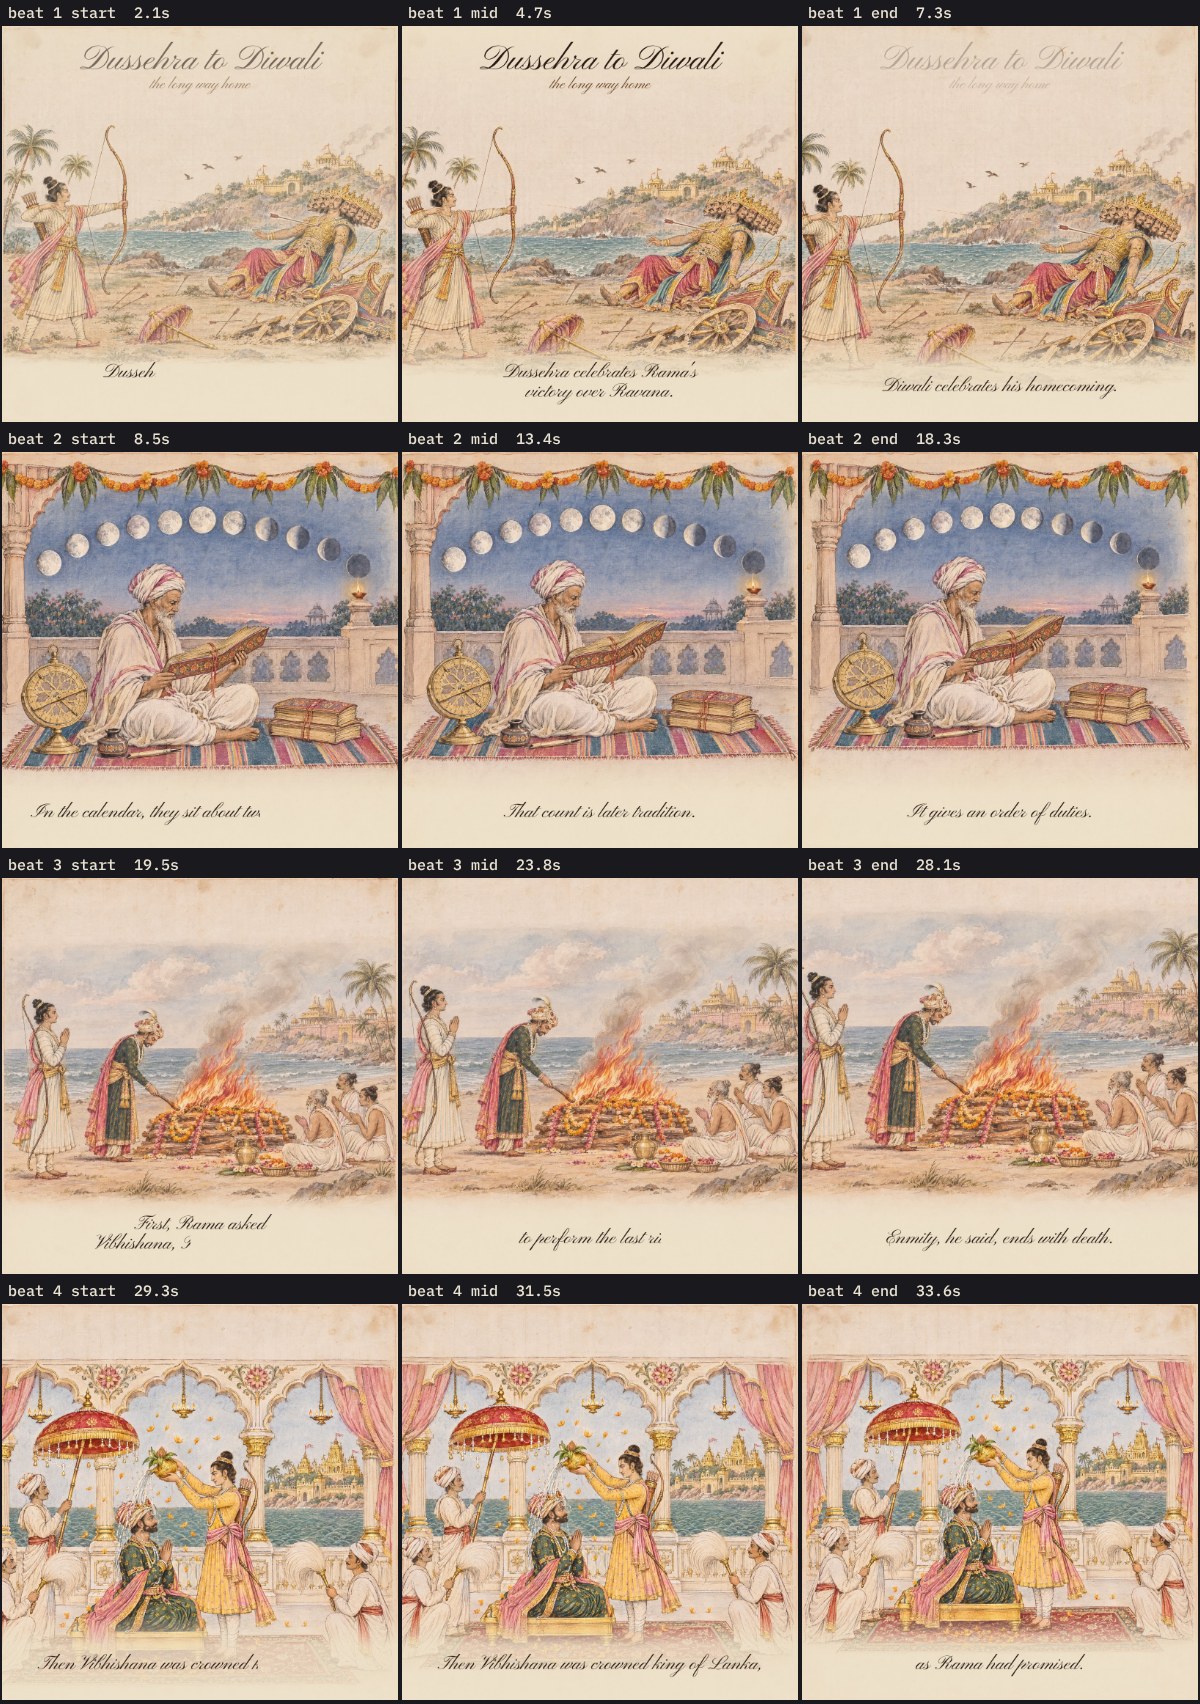 beat 1 start 2.1s
beat 1 mid 4.7s
beat 1 end 7.3s
Dussehra to Diwali
the long way home
Dusseh
Dussehra to Diwali
the long way home
Dussehra celebrates Rama's
victory over Ravana.
Dussehra to Diwali
the long way home
Diwali celebrates his homecoming.
beat 2 start 8.5s
beat 2 mid 13.4s
beat 2 end 18.3s
In the calendar, they sit about tw
That count is later tradition.
It gives an order of duties.
beat 3 start 19.5s
beat 3 mid 23.8s
beat 3 end 28.1s
First, Rama asked
Vibhishana,
to perform the last ri
Enmity, he said, ends with death.
beat 4 start 29.3s
beat 4 mid 31.5s
beat 4 end 33.6s
Then Vibhishana was crowned
Then Vibhishana was crowned king of Lanka,
as Rama had promised.